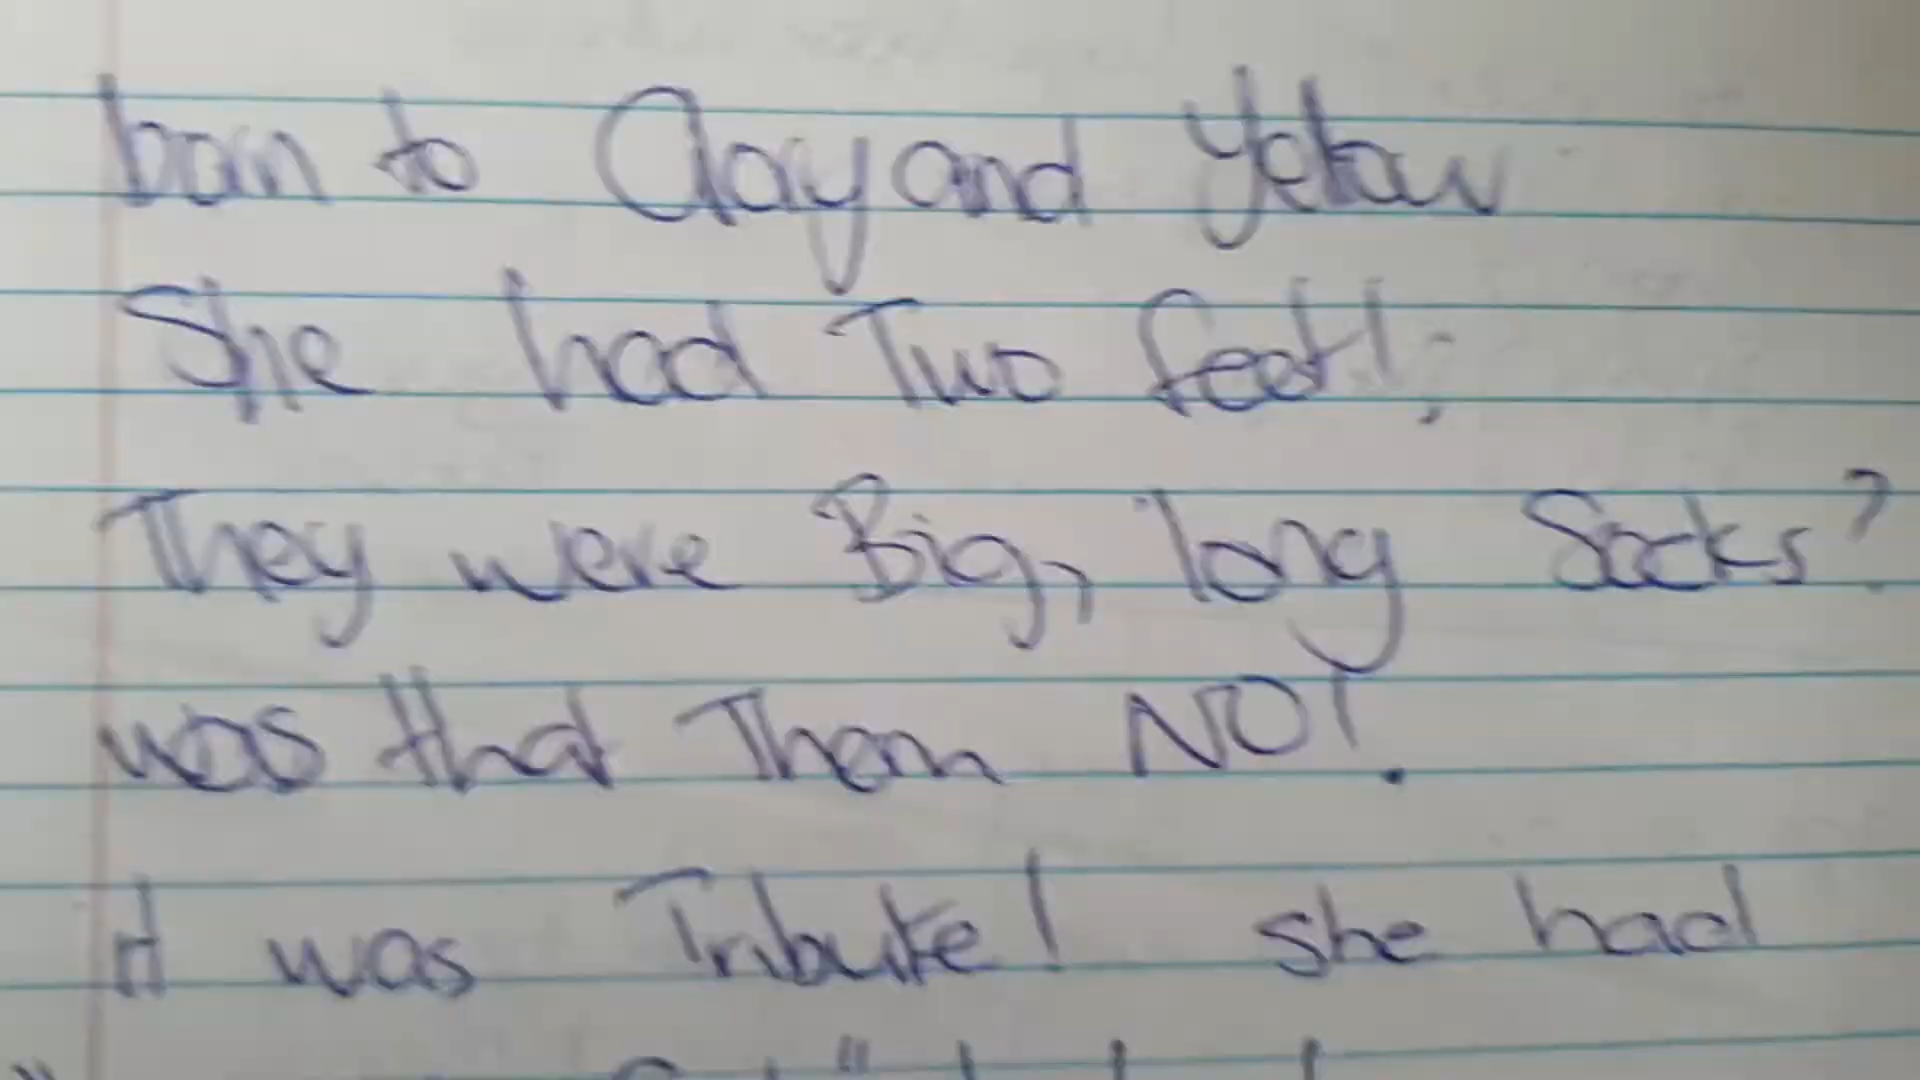 born to Clay and Yellow
She had Two feet!;
They were Big, long Socks?
was that Them NO!
it was Tribute! She had